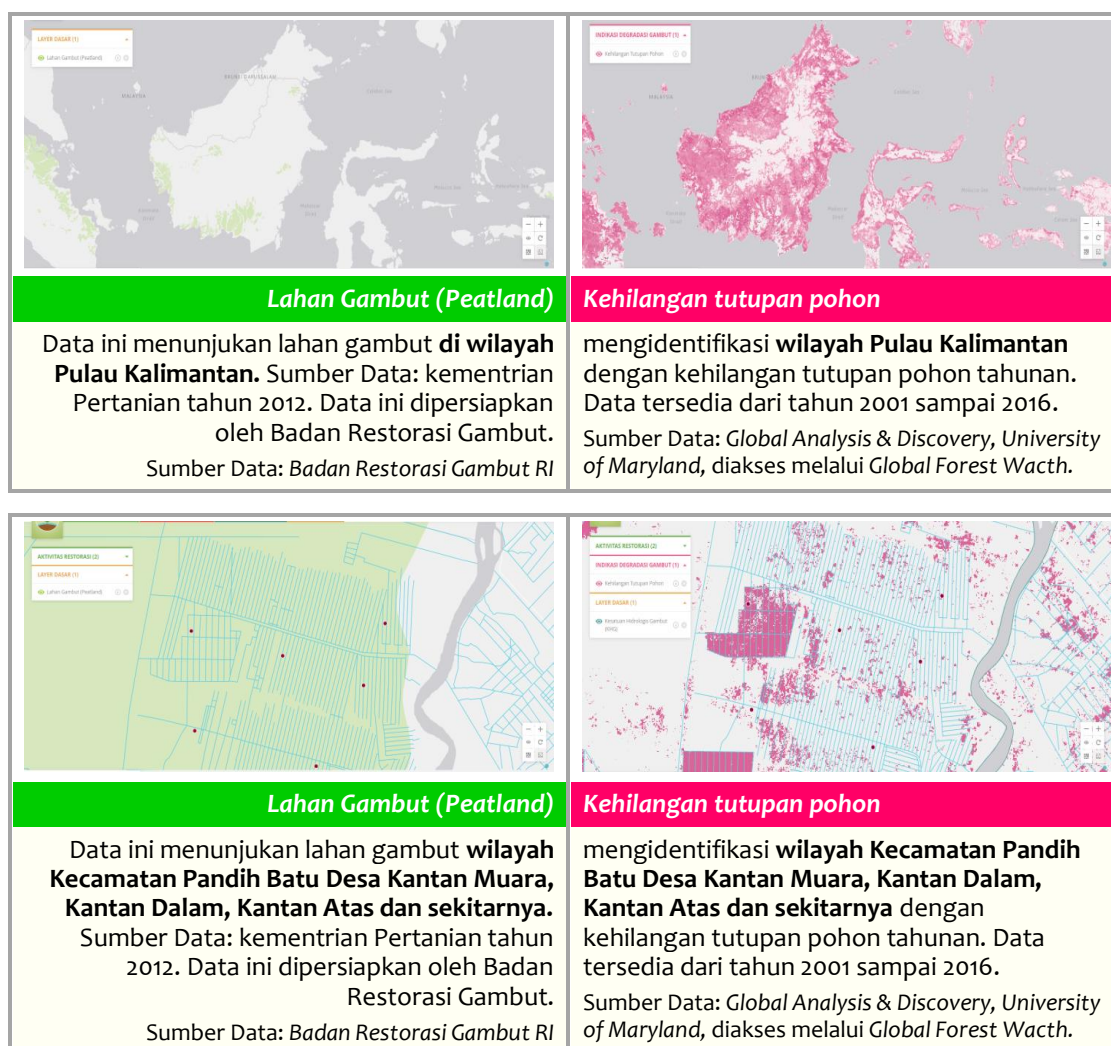 LAYER DASAR (1)
Lahan Gambut (Peatland)
BRUNEI DARUSSALAM
MALAYSIA
INDIKASI DEGRADASI GAMBUT (1)
Kehilangan Tutupan Pohon
MALAYSIA
Lahan Gambut (Peatland)
Data ini menunjukan lahan gambut di wilayah
Pulau Kalimantan. Sumber Data: kementrian
Pertanian tahun 2012. Data ini dipersiapkan
oleh Badan Restorasi Gambut.
Sumber Data: Badan Restorasi Gambut RI
Kehilangan tutupan pohon
mengidentifikasi wilayah Pulau Kalimantan
dengan kehilangan tutupan pohon tahunan.
Data tersedia dari tahun 2001 sampai 2016.
Sumber Data: Global Analysis & Discovery, University
of Maryland, diakses melalui Global Forest Wacth.
AKTIVITAS RESTORASI (2)
LAYER DASAR (1)
Lahan Gambut (Peatland)
AKTIVITAS RESTORASI (2)
INDIKASI DEGRADASI GAMBUT (1)
Kehilangan Tutupan Pohon
LAYER DASAR (1)
Kesatuan Hidrologis Gambut
(KHG)
Lahan Gambut (Peatland)
Data ini menunjukan lahan gambut wilayah
Kecamatan Pandih Batu Desa Kantan Muara,
Kantan Dalam, Kantan Atas dan sekitarnya.
Sumber Data: kementrian Pertanian tahun
2012. Data ini dipersiapkan oleh Badan
Restorasi Gambut.
Sumber Data: Badan Restorasi Gambut RI
Kehilangan tutupan pohon
mengidentifikasi wilayah Kecamatan Pandih
Batu Desa Kantan Muara, Kantan Dalam,
Kantan Atas dan sekitarnya dengan
kehilangan tutupan pohon tahunan. Data
tersedia dari tahun 2001 sampai 2016.
Sumber Data: Global Analysis & Discovery, University
of Maryland, diakses melalui Global Forest Wacth.